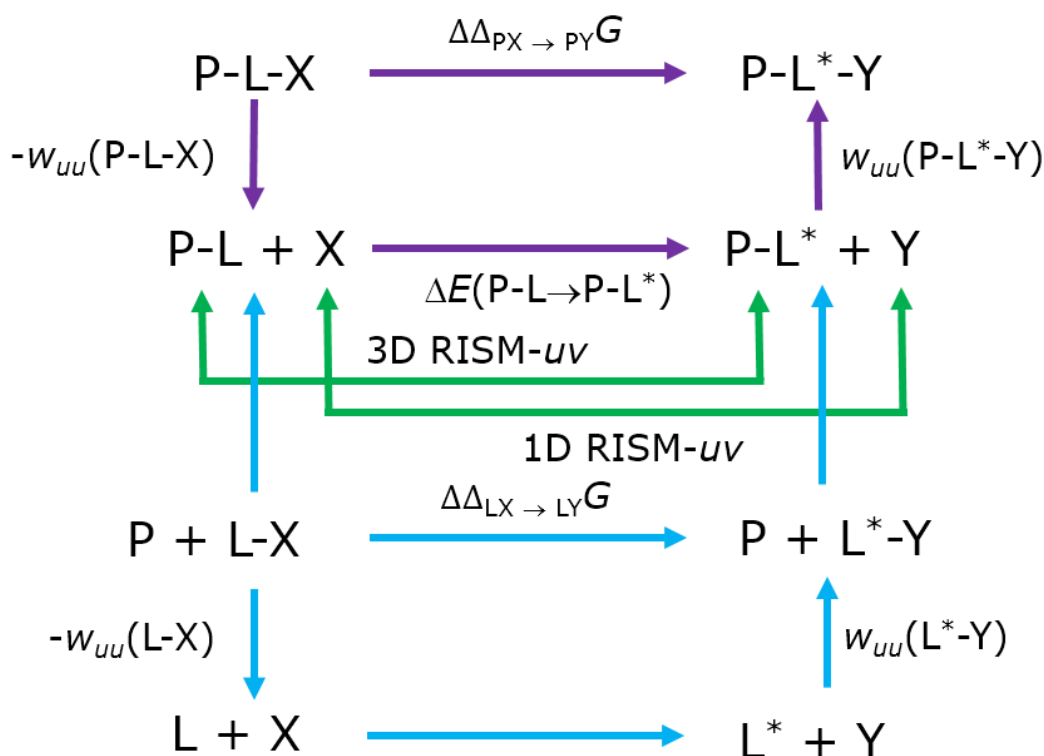 ΔΔPX → PYG
P-L-X
P-L*-Y
-wuu(P-L-X)
wuu(P-L*-Y)
P-L + X
P-L* + Y
ΔE(P-L→P-L*)
3D RISM-uv
1D RISM-uv
ΔΔLX → LYG
P + L-X
P + L*-Y
-wuu(L-X)
wuu(L*-Y)
L + X
L* + Y